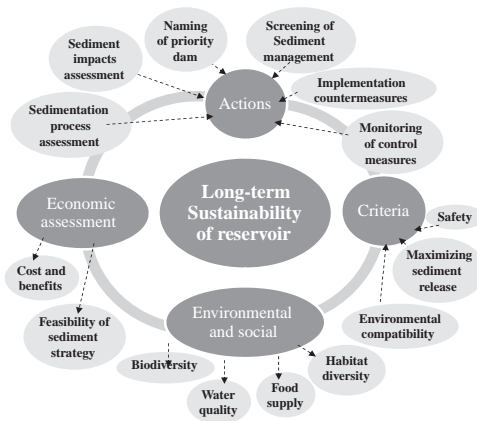 Naming
of priority
dam
Screening of
Sediment
management
Sediment
impacts
assessment
Implementation
countermeasures
Actions
Sedimentation
process
assessment
Monitoring
of control
measures
Long-term
Sustainability
of reservoir
Economic
assessment
Criteria
Safety
Maximizing
sediment
release
Cost and
benefits
Environmental
compatibility
Environmental
and social
Feasibility of
sediment
strategy
Biodiversity
Habitat
diversity
Water
quality
Food
supply